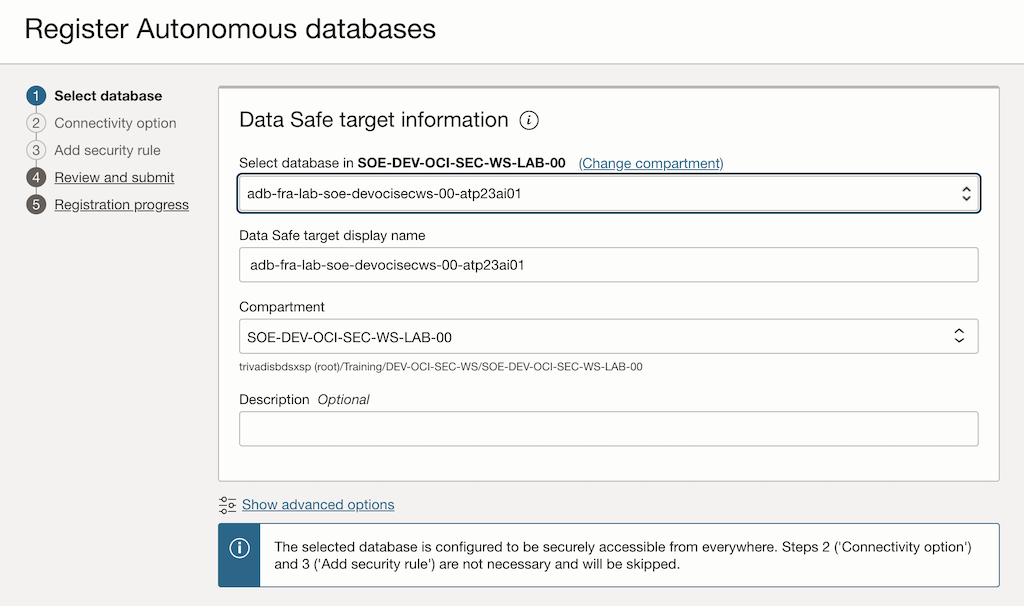 Register Autonomous databases
1 Select database
2 Connectivity option
3 Add security rule
4 Review and submit
5 Registration progress
Data Safe target information i
Select database in SOE-DEV-OCI-SEC-WS-LAB-00 (Change compartment)
adb-fra-lab-soe-devocisecws-00-atp23ai01
Data Safe target display name
adb-fra-lab-soe-devocisecws-00-atp23ai01
Compartment
SOE-DEV-OCI-SEC-WS-LAB-00
trivadisbdsxsp (root)/Training/DEV-OCI-SEC-WS/SOE-DEV-OCI-SEC-WS-LAB-00
Description Optional
Show advanced options
i
The selected database is configured to be securely accessible from everywhere. Steps 2 ('Connectivity option')
and 3 ('Add security rule') are not necessary and will be skipped.